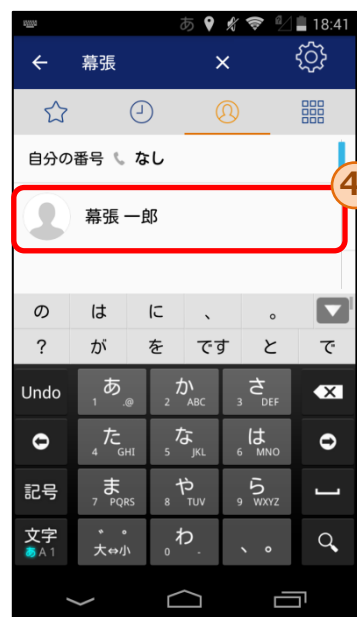 あ 18:41
幕張 ×
自分の番号 なし
4
幕張 一郎
の は に 、 。
? が を です と で
Undo あ 1 .@ か 2 ABC さ 3 DEF
た 4 GHI な 5 JKL は 6 MNO
記号 ま 7 PQRS や 8 TUV ら 9 WXYZ
文字 あA1 ゛゜大⇔小 わ 0 . 、。